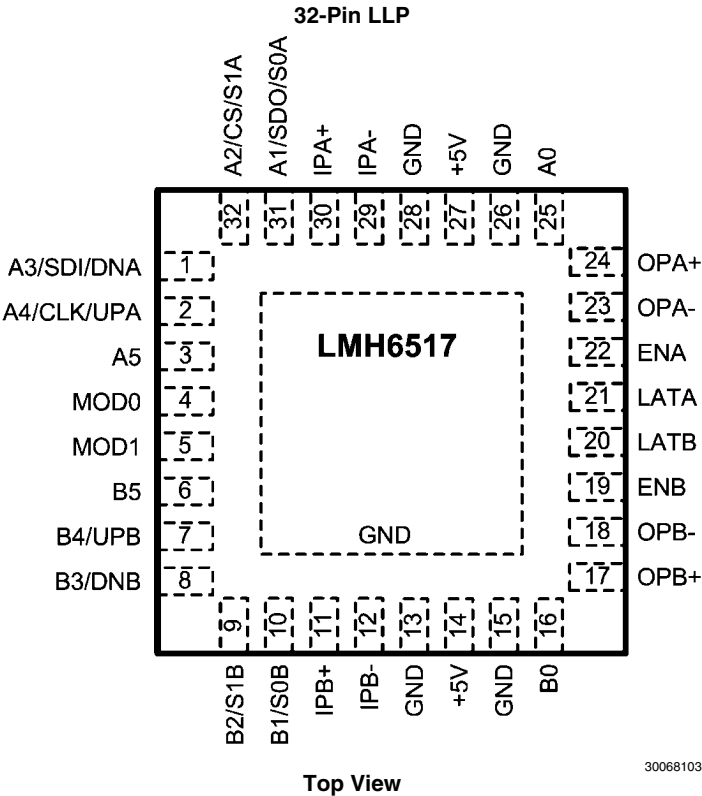 32-Pin LLP
A2/CS/S1A
A1/SDO/S0A
IPA+
IPA-
GND
+5V
GND
A0
32
31
30
29
28
27
26
25
A3/SDI/DNA 1
A4/CLK/UPA 2
A5 3
MOD0 4
MOD1 5
B5 6
B4/UPB 7
B3/DNB 8
LMH6517
GND
24 OPA+
23 OPA-
22 ENA
21 LATA
20 LATB
19 ENB
18 OPB-
17 OPB+
9
10
11
12
13
14
15
16
B2/S1B
B1/S0B
IPB+
IPB-
GND
+5V
GND
B0
30068103
Top View